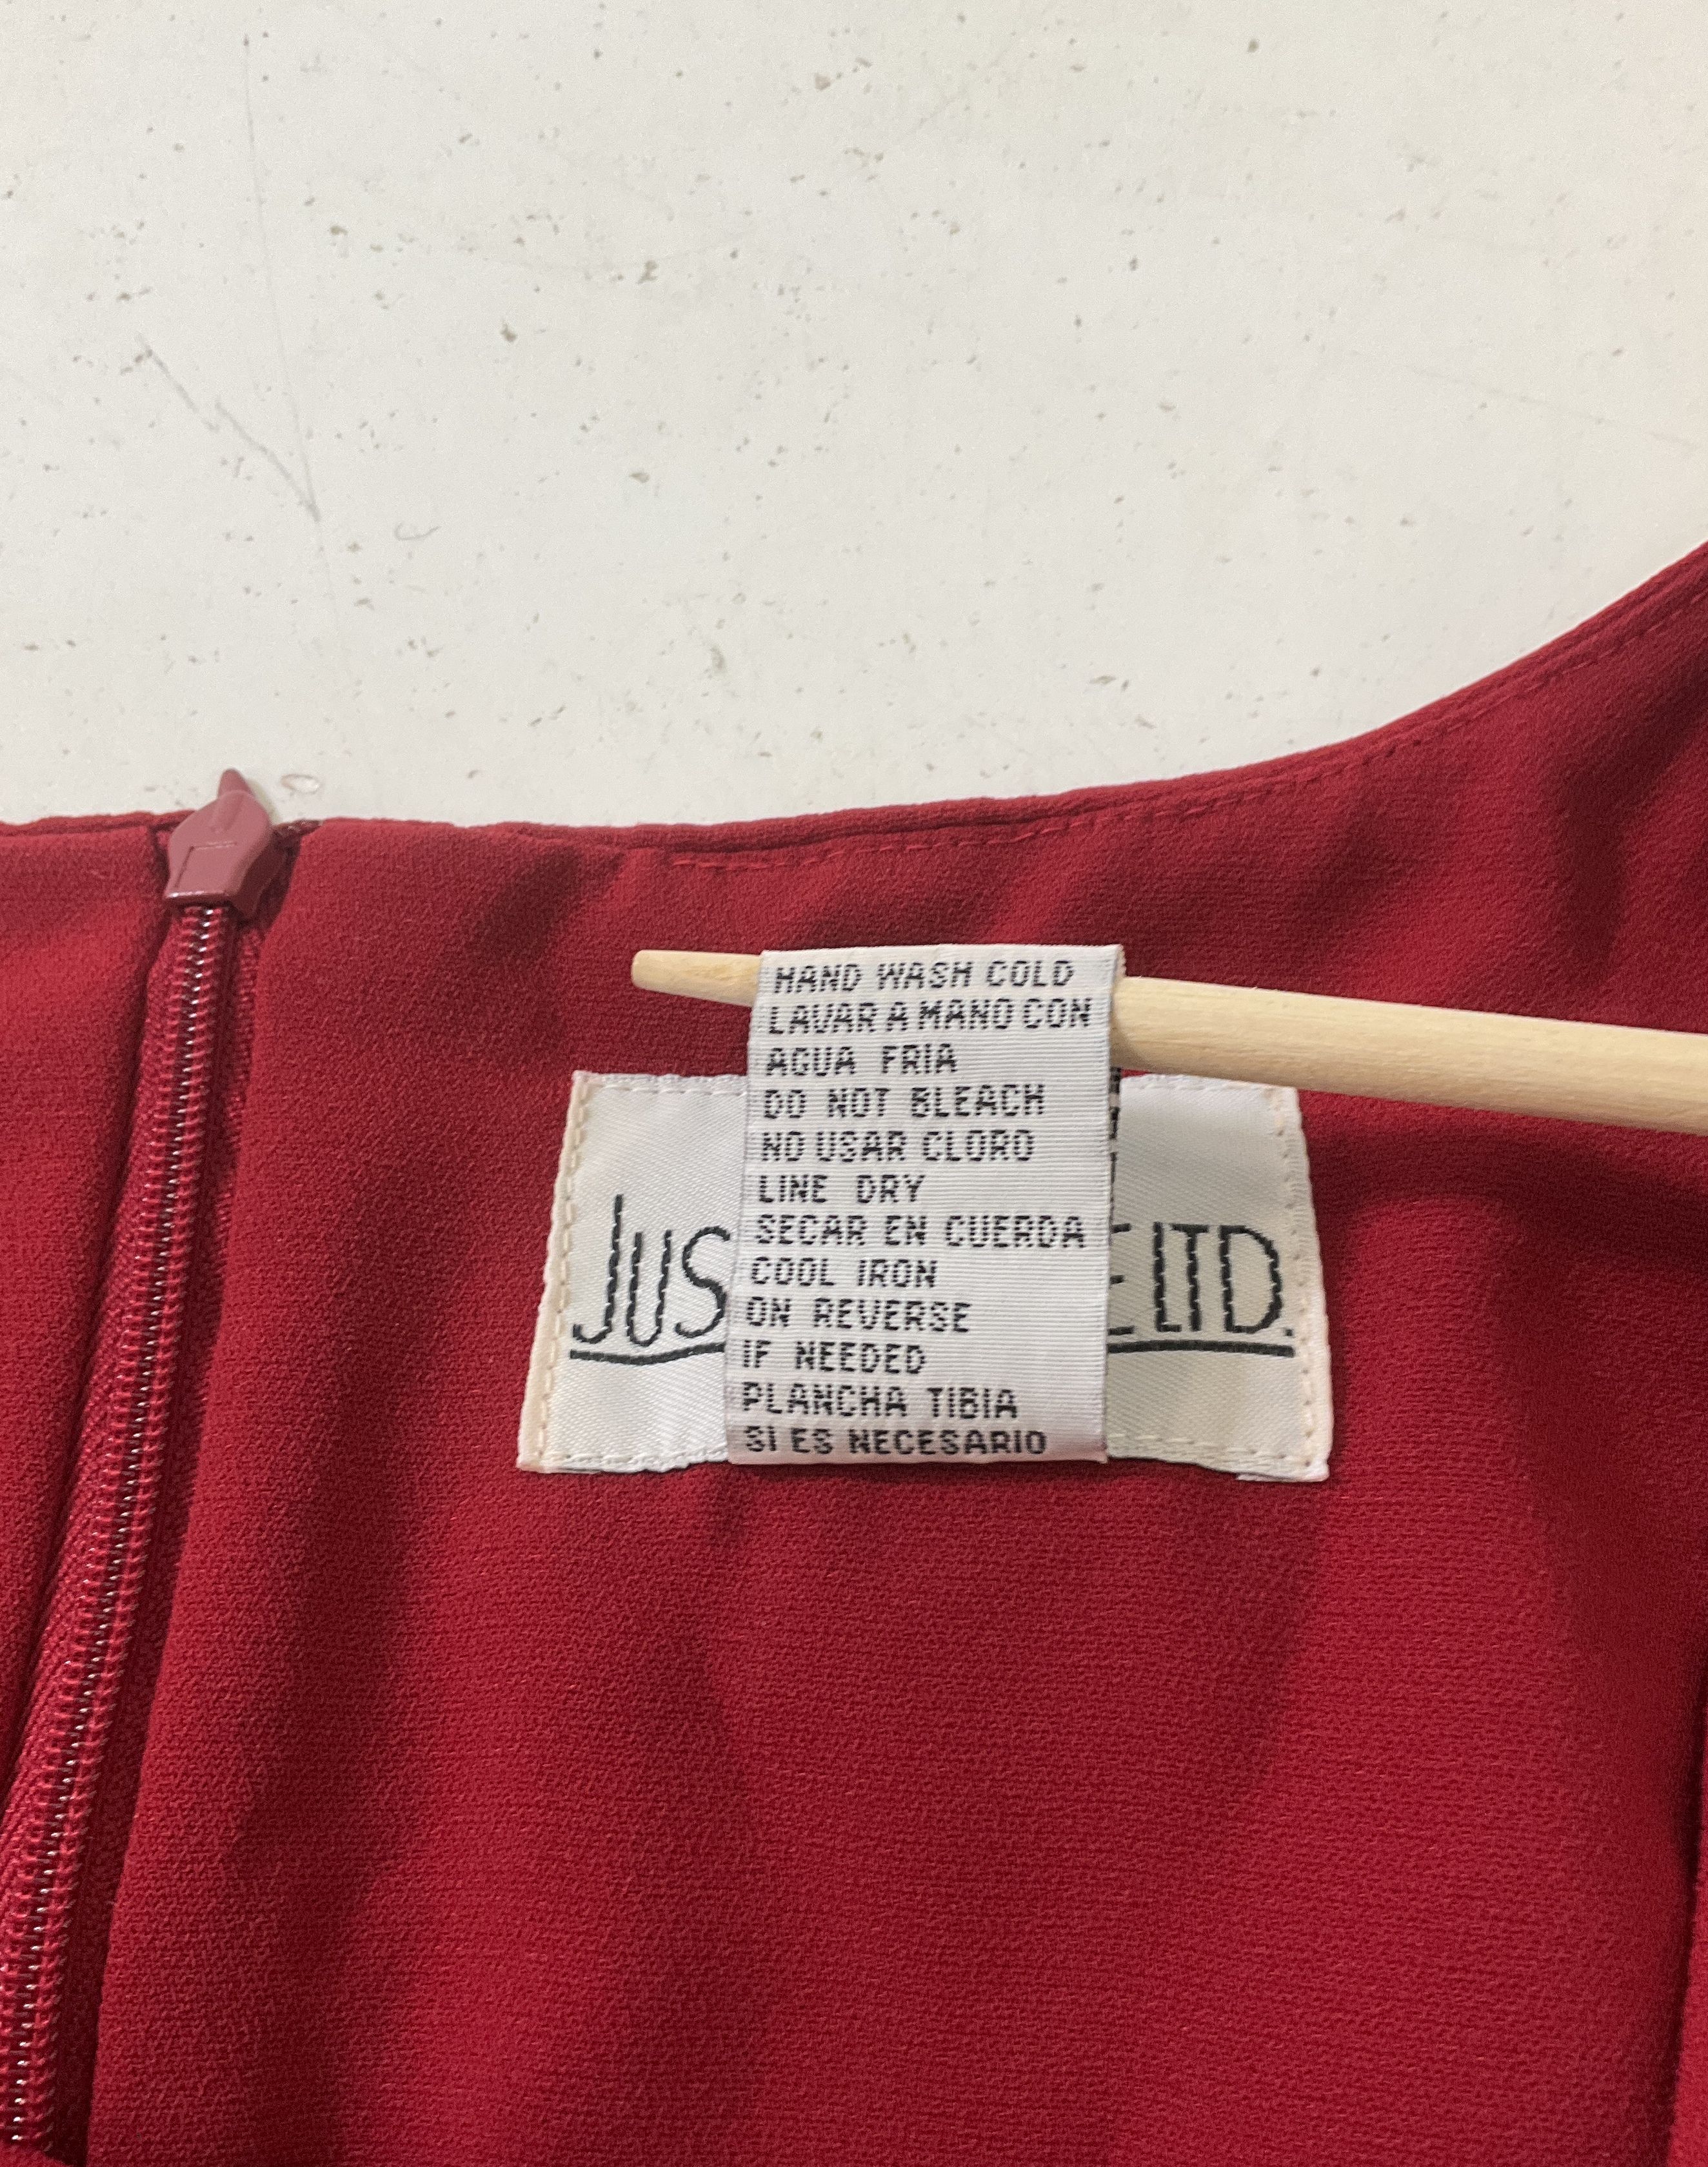 HAND WASH COLD
LAVAR A MANO CON
AGUA FRIA
DO NOT BLEACH
NO USAR CLORO
LINE DRY
SECAR EN CUERDA
COOL IRON
ON REVERSE
IF NEEDED
PLANCHA TIBIA
SI ES NECESARIO
LTD.